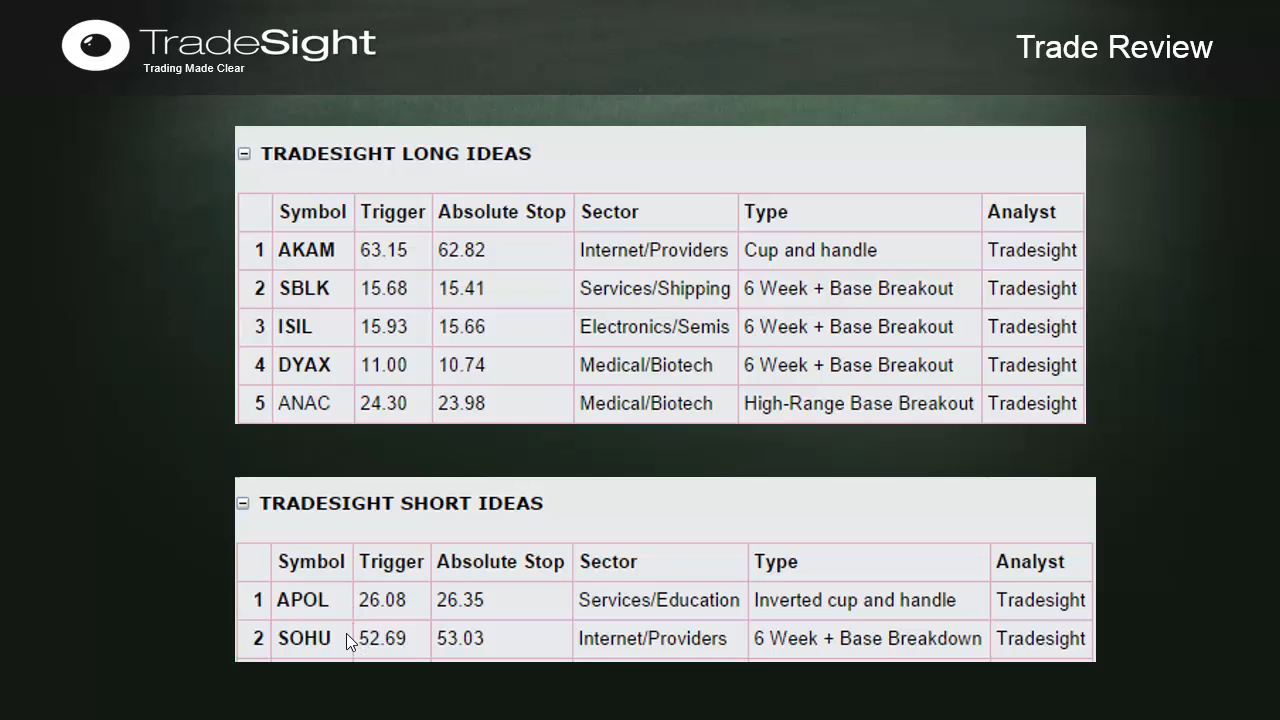 TradeSight
Trading Made Clear
Trade Review
TRADESIGHT LONG IDEAS
Symbol Trigger Absolute Stop Sector Type Analyst
1 AKAM 63.15 62.82 Internet/Providers Cup and handle Tradesight
2 SBLK 15.68 15.41 Services/Shipping 6 Week + Base Breakout Tradesight
3 ISIL 15.93 15.66 Electronics/Semis 6 Week + Base Breakout Tradesight
4 DYAX 11.00 10.74 Medical/Biotech 6 Week + Base Breakout Tradesight
5 ANAC 24.30 23.98 Medical/Biotech High-Range Base Breakout Tradesight
TRADESIGHT SHORT IDEAS
Symbol Trigger Absolute Stop Sector Type Analyst
1 APOL 26.08 26.35 Services/Education Inverted cup and handle Tradesight
2 SOHU 52.69 53.03 Internet/Providers 6 Week + Base Breakdown Tradesight